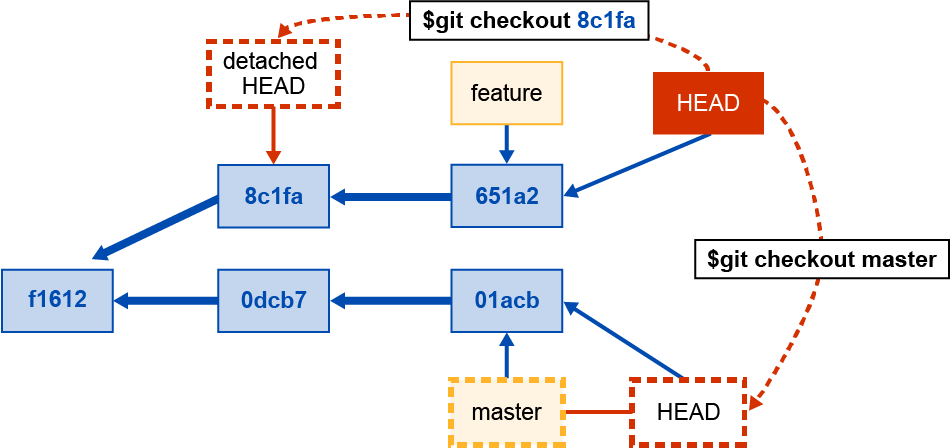 $git checkout 8c1fa
detached
HEAD
feature
HEAD
8c1fa
651a2
$git checkout master
f1612
0dcb7
01acb
master
HEAD